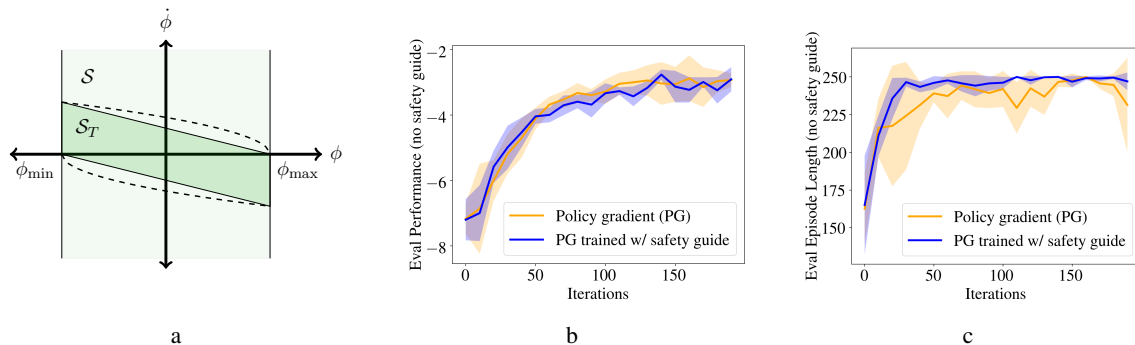 ϕ̇
S
S_T
ϕ
ϕ_min
ϕ_max
a
Eval Performance (no safety guide)
−2
−4
−6
−8
Policy gradient (PG)
PG trained w/ safety guide
0 50 100 150
Iterations
b
Eval Episode Length (no safety guide)
250
225
200
175
150
Policy gradient (PG)
PG trained w/ safety guide
0 50 100 150
Iterations
c